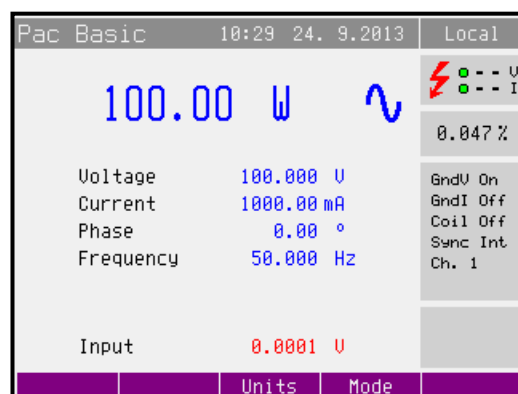 Pac Basic 10:29 24. 9.2013 Local
100.00 W
V
I
0.047 %
Voltage 100.000 V
Current 1000.00 mA
Phase 0.00 °
Frequency 50.000 Hz
GndV On
GndI Off
Coil Off
Sync Int
Ch. 1
Input 0.0001 V
Units Mode